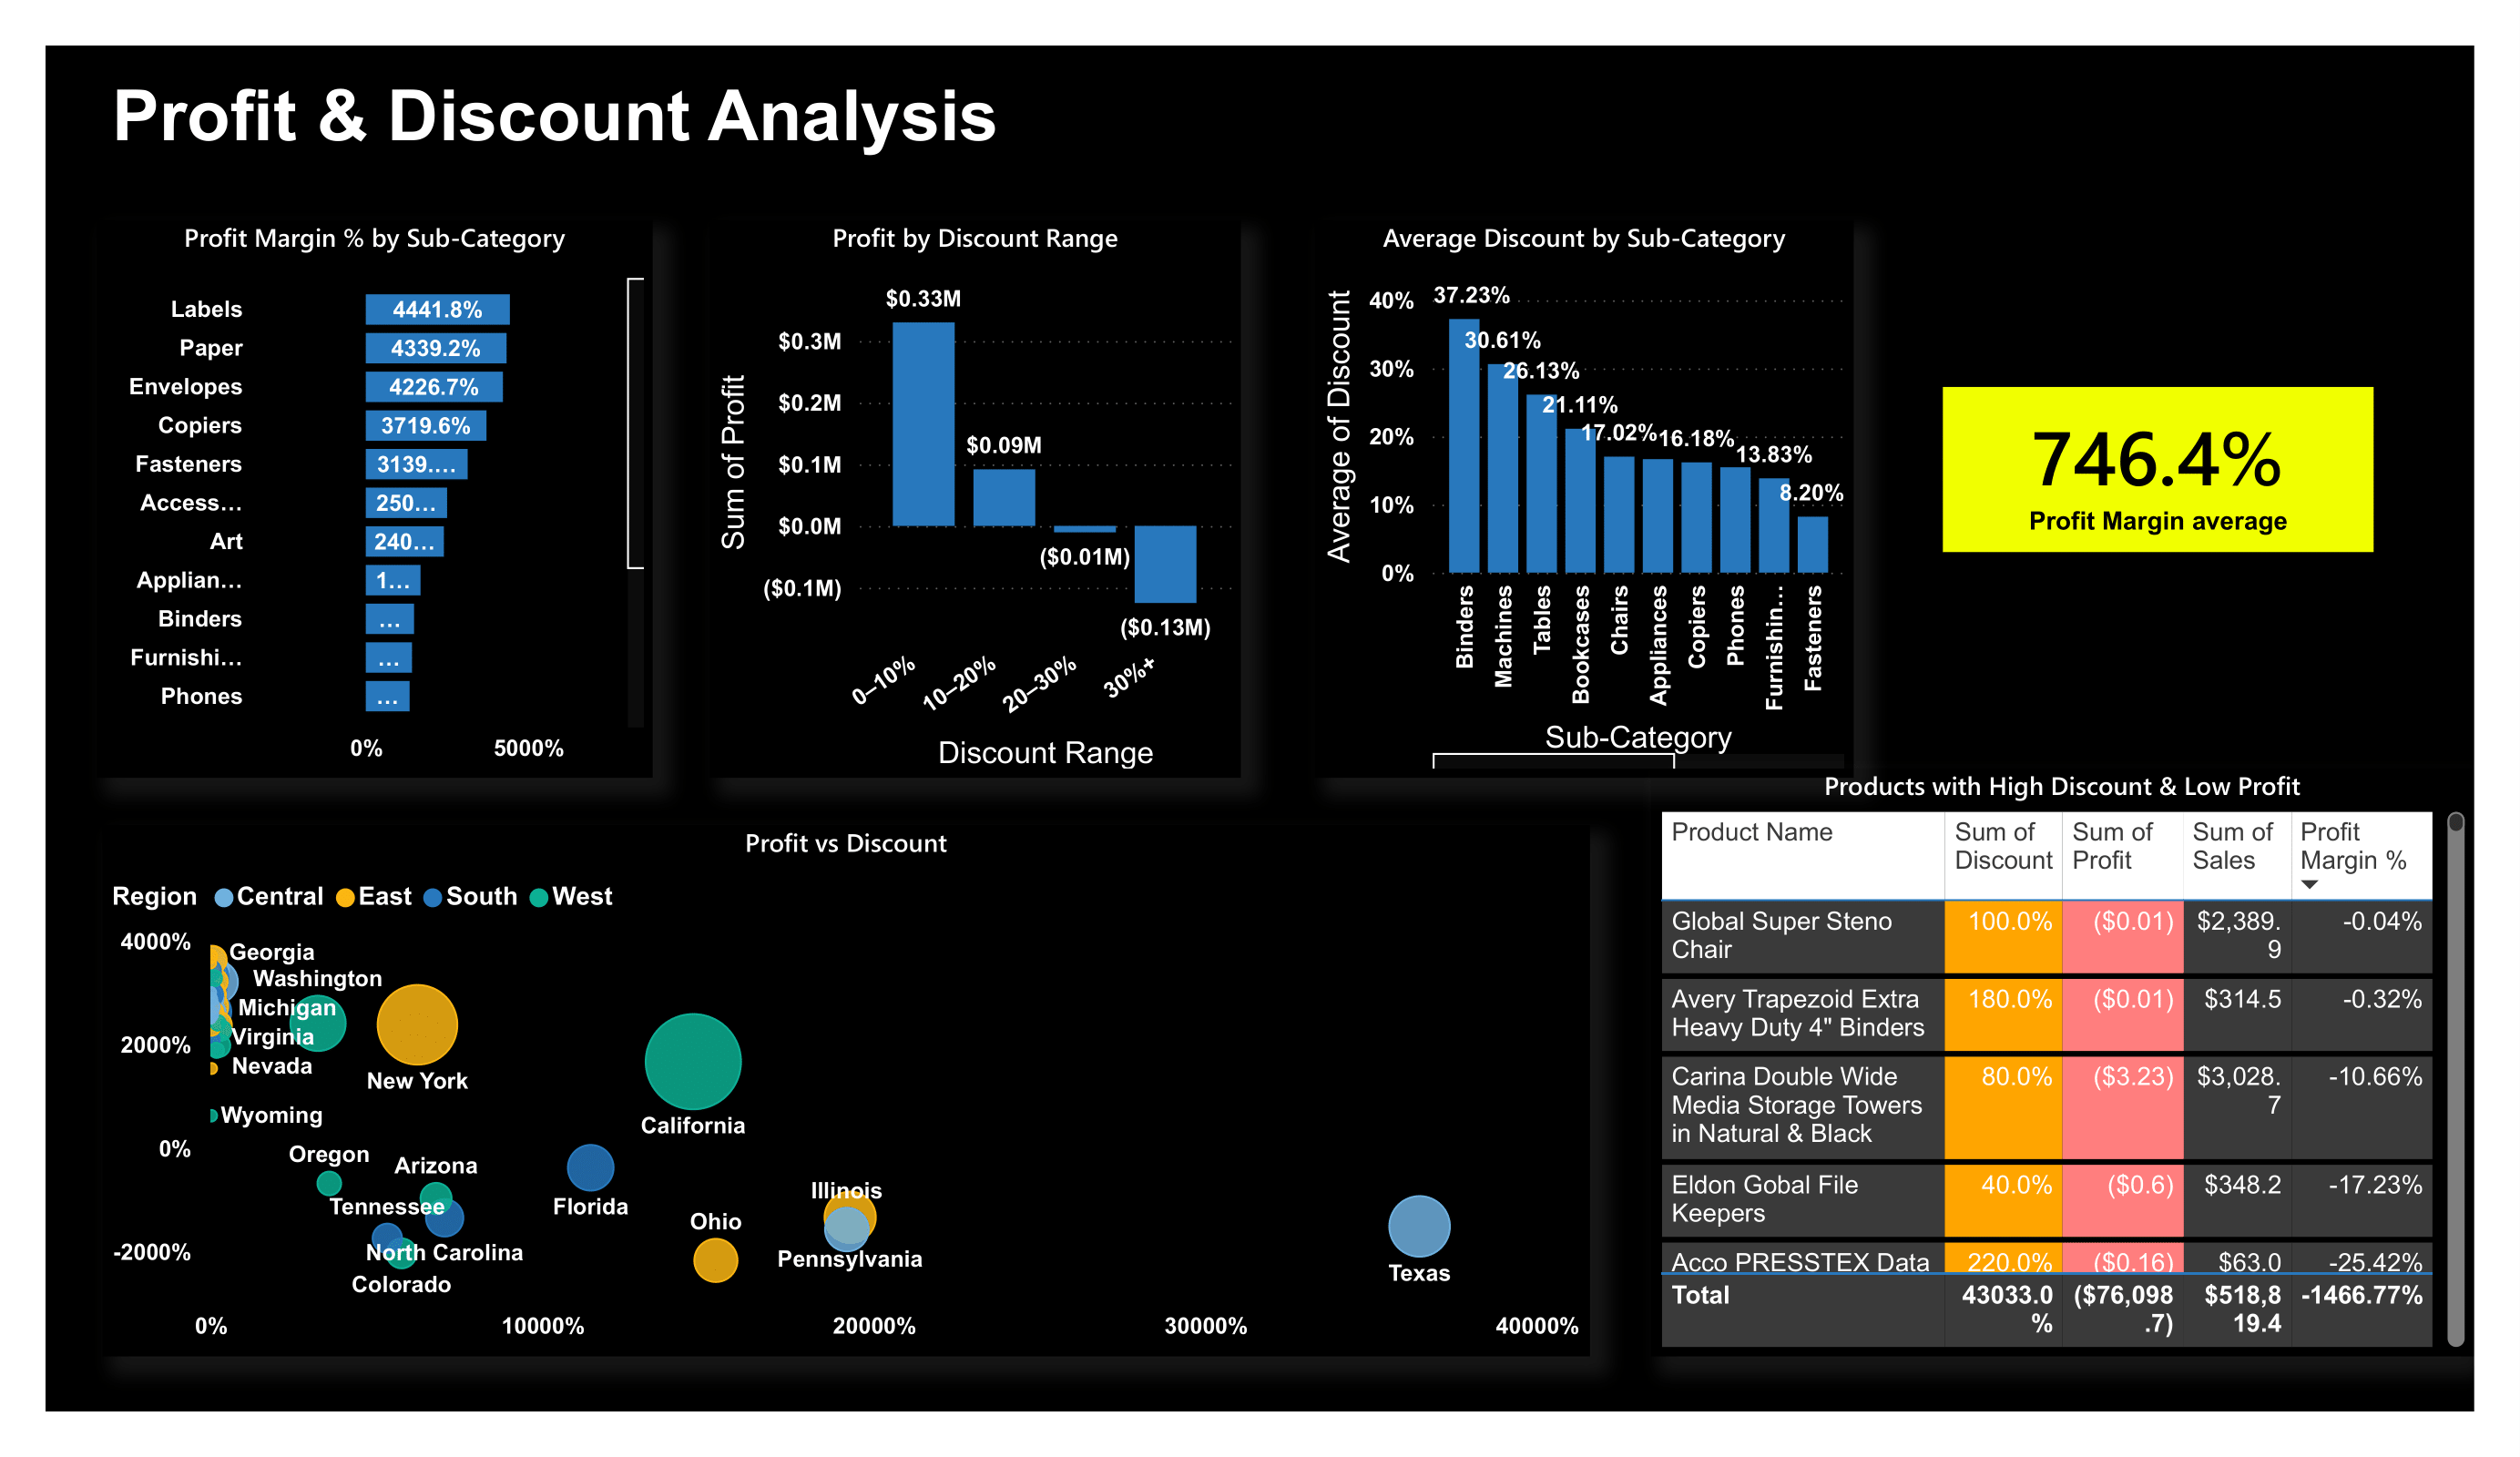 Profit & Discount Analysis
Profit Margin % by Sub-Category
Labels 4441.8%
Paper 4339.2%
Envelopes 4226.7%
Copiers 3719.6%
Fasteners 3139.…
Access… 250…
Art 240…
Applian… 1…
Binders …
Furnishi… …
Phones …
0% 5000%
Profit by Discount Range
Sum of Profit
$0.3M
$0.2M
$0.1M
$0.0M
($0.1M)
$0.33M
$0.09M
($0.01M)
($0.13M)
0–10%
10–20%
20–30%
30%+
Discount Range
Average Discount by Sub-Category
Average of Discount
40%
30%
20%
10%
0%
37.23%
30.61%
26.13%
21.11%
17.02%
16.18%
13.83%
8.20%
Binders
Machines
Tables
Bookcases
Chairs
Appliances
Copiers
Phones
Furnishin…
Fasteners
Sub-Category
746.4%
Profit Margin average
Profit vs Discount
Region Central East South West
4000%
2000%
0%
-2000%
Georgia
Washington
Michigan
Virginia
Nevada
New York
Wyoming
California
Oregon
Arizona
Tennessee
Florida
Illinois
Ohio
North Carolina
Pennsylvania
Colorado
Texas
0% 10000% 20000% 30000% 40000%
Products with High Discount & Low Profit
Product Name Sum of Sum of Sum of Profit
Discount Profit Sales Margin %
Global Super Steno 100.0% ($0.01) $2,389. -0.04%
Chair 9
Avery Trapezoid Extra 180.0% ($0.01) $314.5 -0.32%
Heavy Duty 4" Binders
Carina Double Wide 80.0% ($3.23) $3,028. -10.66%
Media Storage Towers 7
in Natural & Black
Eldon Gobal File 40.0% ($0.6) $348.2 -17.23%
Keepers
Acco PRESSTEX Data 220.0% ($0.16) $63.0 -25.42%
Total 43033.0 ($76,098 $518,8 -1466.77%
% .7) 19.4